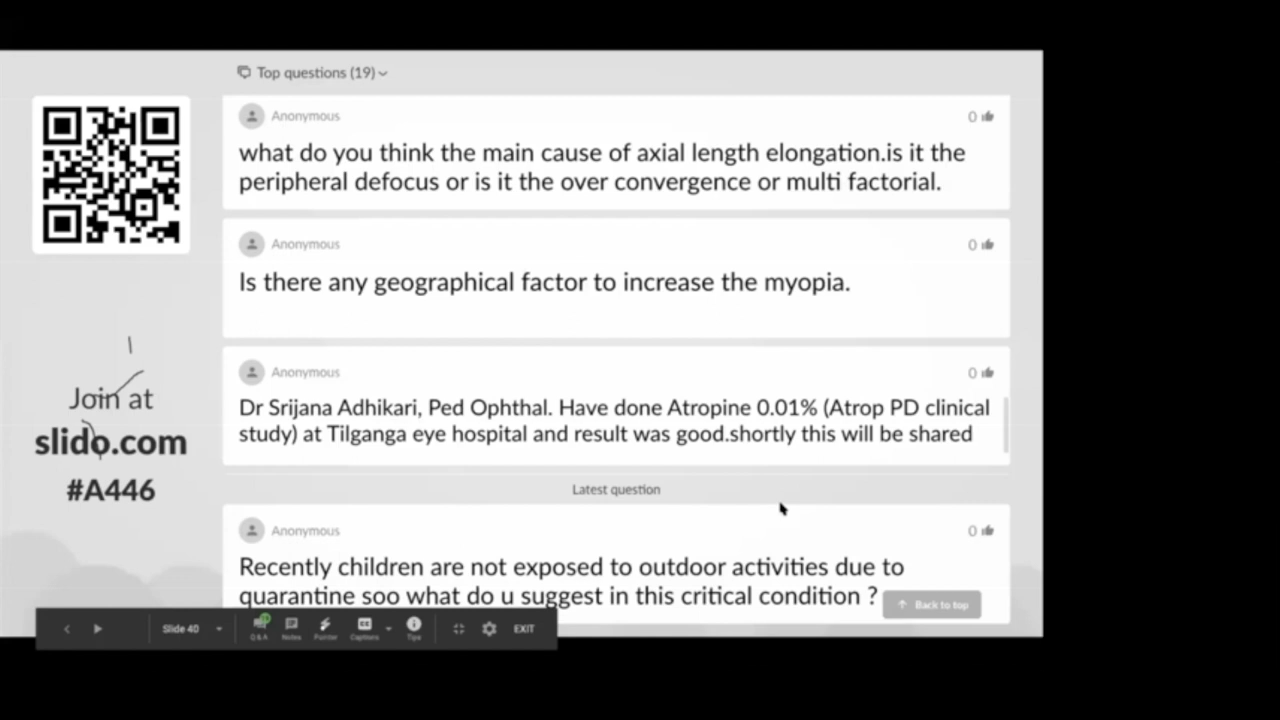 Top questions (19)
Anonymous
0
what do you think the main cause of axial length elongation.is it the
peripheral defocus or is it the over convergence or multi factorial.
Anonymous
0
Is there any geographical factor to increase the myopia.
Anonymous
0
Dr Srijana Adhikari, Ped Ophthal. Have done Atropine 0.01% (Atrop PD clinical
study) at Tilganga eye hospital and result was good.shortly this will be shared
Latest question
Anonymous
0
Recently children are not exposed to outdoor activities due to
quarantine soo what do u suggest in this critical condition ?
Back to top
Join at
slido.com
#A446
Slide 40
Q&A
Notes
Pointer
Captions
Tips
EXIT